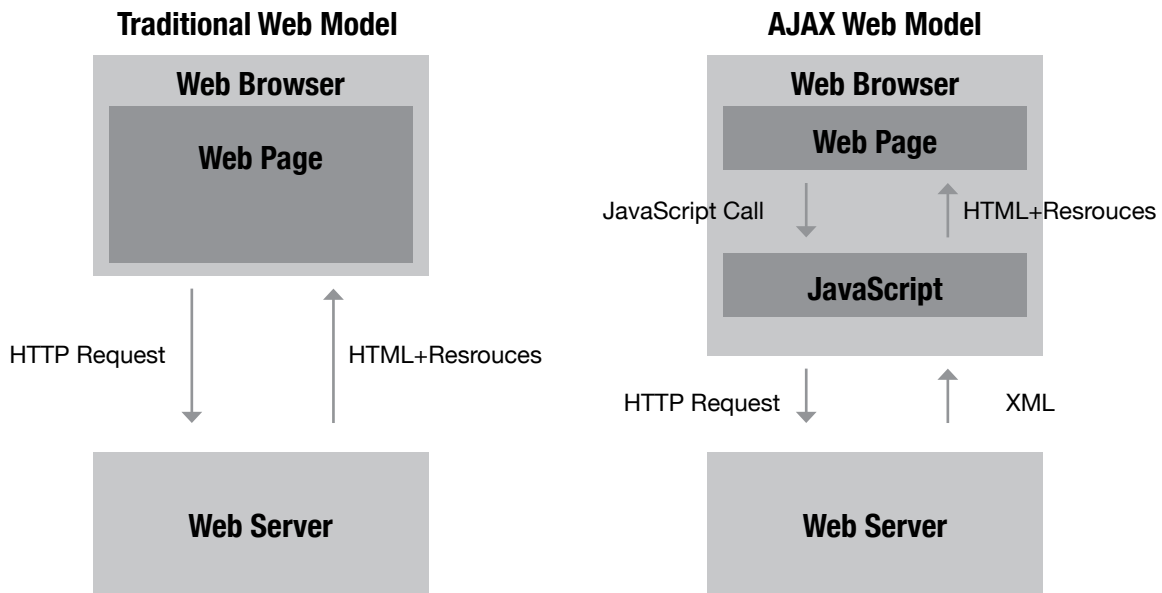 Traditional Web Model
Web Browser
Web Page
HTTP Request
HTML+Resrouces
Web Server
AJAX Web Model
Web Browser
Web Page
JavaScript Call
HTML+Resrouces
JavaScript
HTTP Request
XML
Web Server